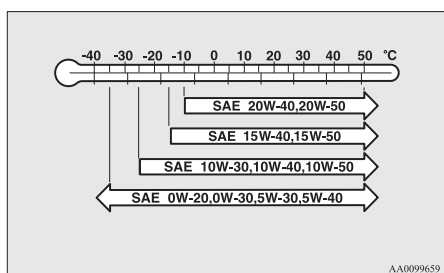 -40 -30 -20 -10 0 10 20 30 40 50 °C
SAE 20W-40,20W-50
SAE 15W-40,15W-50
SAE 10W-30,10W-40,10W-50
SAE 0W-20,0W-30,5W-30,5W-40
AA0099659